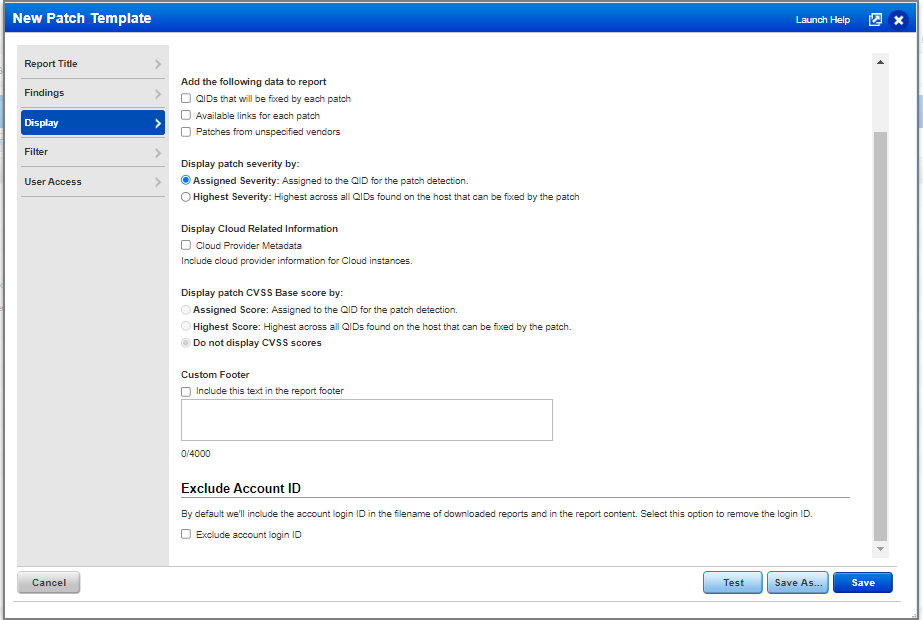 New Patch Template
Launch Help
Report Title
Findings
Display
Filter
User Access
Add the following data to report
QIDs that will be fixed by each patch
Available links for each patch
Patches from unspecified vendors
Display patch severity by:
Assigned Severity: Assigned to the QID for the patch detection.
Highest Severity: Highest across all QIDs found on the host that can be fixed by the patch
Display Cloud Related Information
Cloud Provider Metadata
Include cloud provider information for Cloud instances.
Display patch CVSS Base score by:
Assigned Score: Assigned to the QID for the patch detection.
Highest Score: Highest across all QIDs found on the host that can be fixed by the patch.
Do not display CVSS scores
Custom Footer
Include this text in the report footer
0/4000
Exclude Account ID
By default we'll include the account login ID in the filename of downloaded reports and in the report content. Select this option to remove the login ID.
Exclude account login ID
Cancel
Test
Save As...
Save